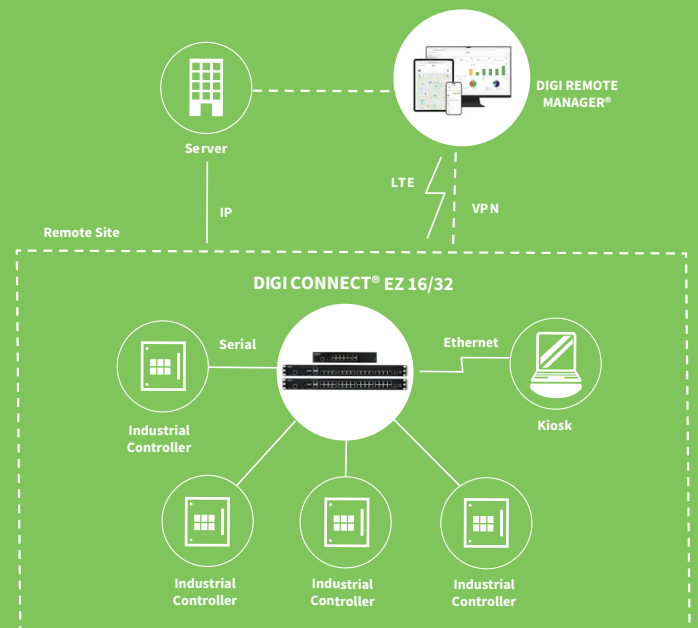 DIGI REMOTE
MANAGER®
Server
LTE
VPN
IP
Remote Site
DIGI CONNECT® EZ 16/32
Serial
Ethernet
Industrial
Controller
Kiosk
Industrial
Controller
Industrial
Controller
Industrial
Controller